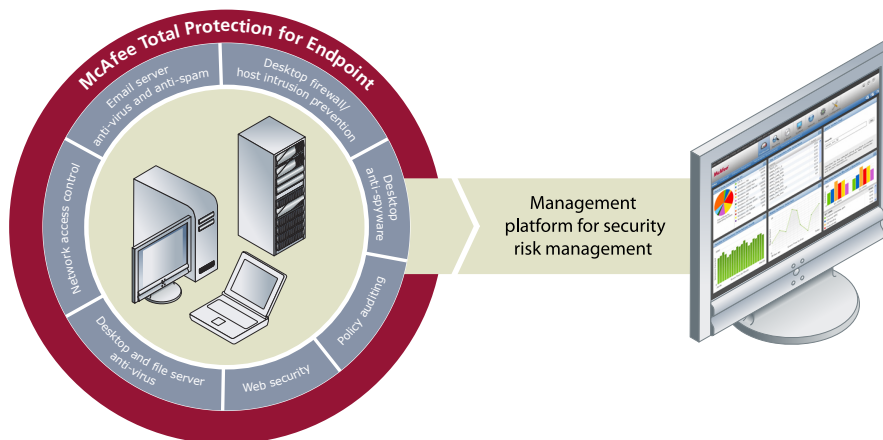 McAfee Total Protection for Endpoint
Email server
anti-virus and anti-spam
Desktop firewall/
host intrusion prevention
Desktop
anti-spyware
Policy auditing
Web security
Desktop and file server
anti-virus
Network access control
Management
platform for security
risk management
McAfee